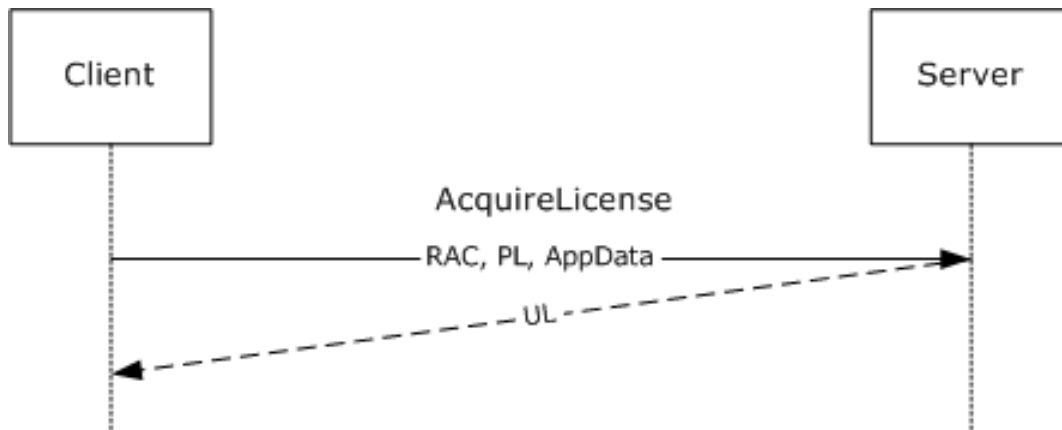 Client
Server
AcquireLicense
RAC, PL, AppData
UL